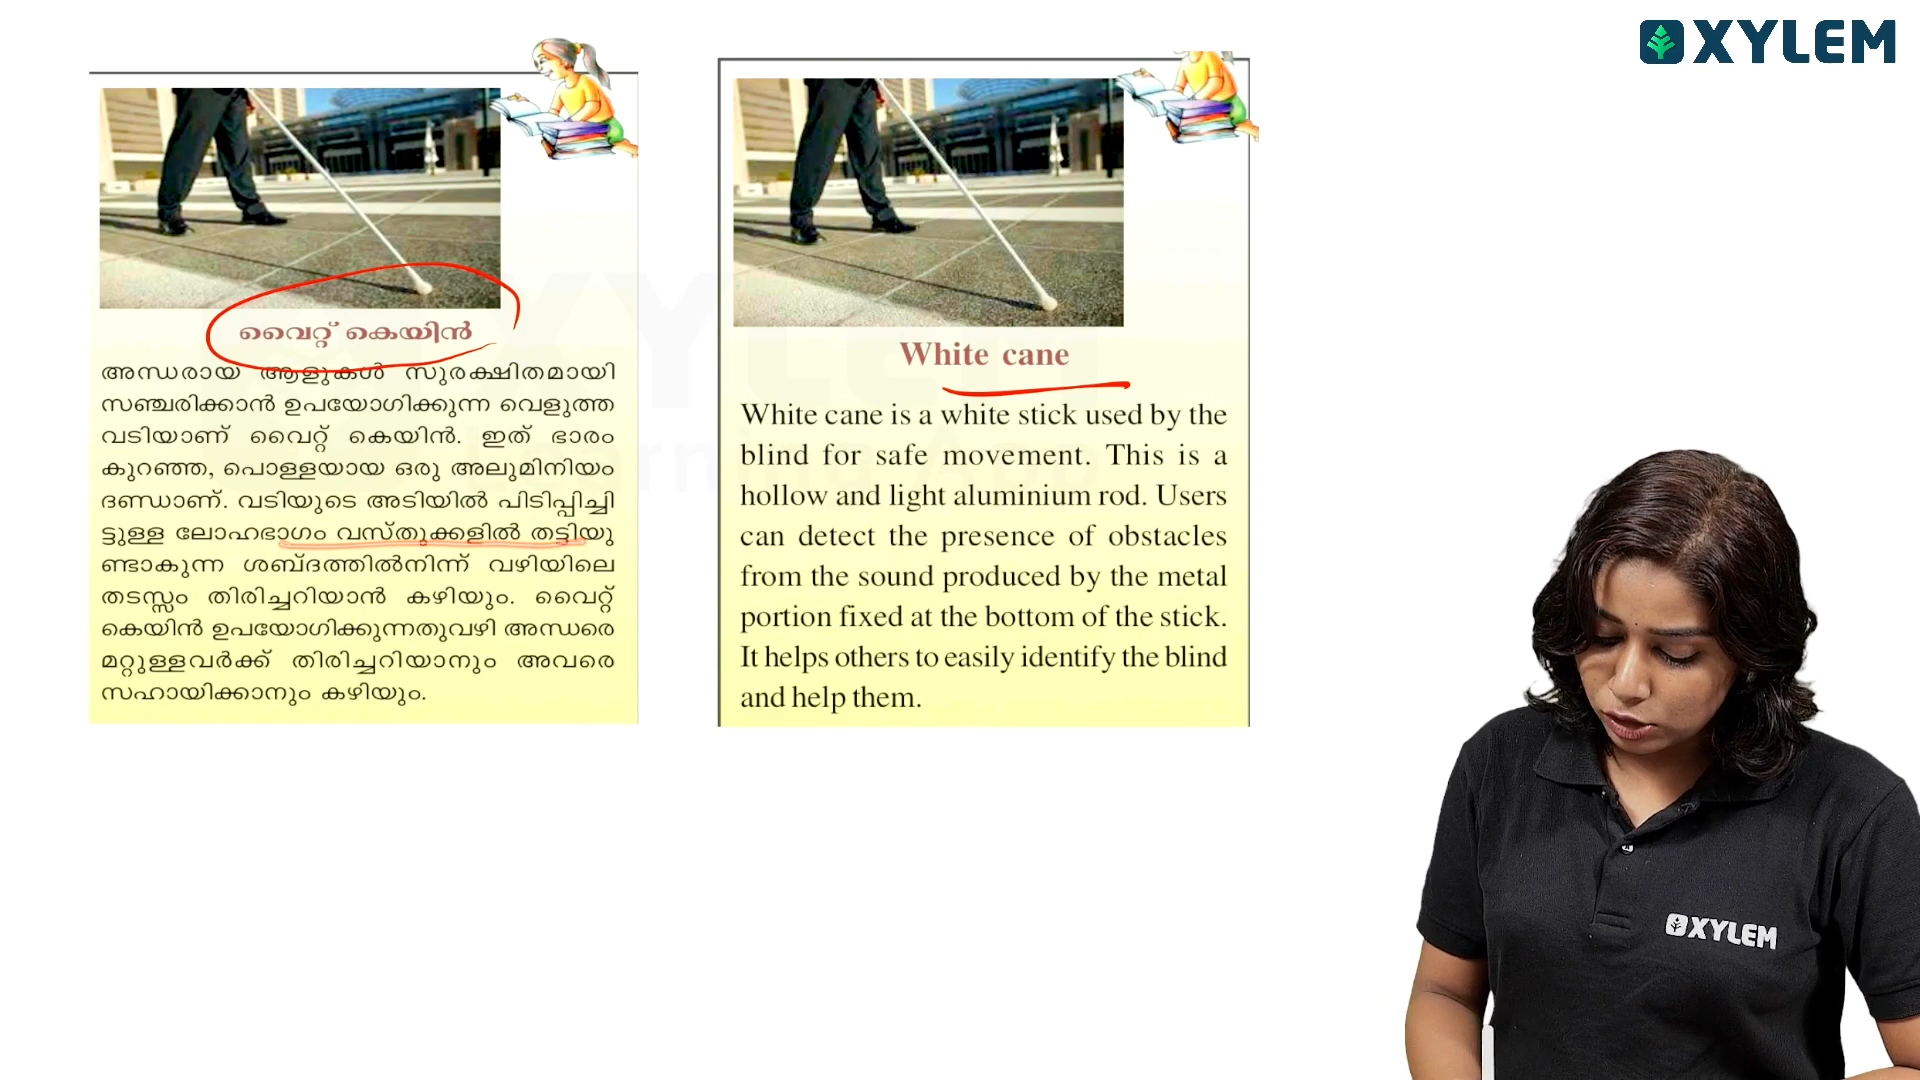 XYLEM
വൈറ്റ് കെയിൻ
അന്ധരായ ആളുകൾ സുരക്ഷിതമായി
സഞ്ചരിക്കാൻ ഉപയോഗിക്കുന്ന വെളുത്ത
വടിയാണ് വൈറ്റ് കെയിൻ. ഇത് ഭാരം
കുറഞ്ഞ, പൊള്ളയായ ഒരു അലുമിനിയം
ദണ്ഡാണ്. വടിയുടെ അടിയിൽ പിടിപ്പിച്ചി
ട്ടുള്ള ലോഹഭാഗം വസ്തുക്കളിൽ തട്ടിയു
ണ്ടാകുന്ന ശബ്ദത്തിൽനിന്ന് വഴിയിലെ
തടസ്സം തിരിച്ചറിയാൻ കഴിയും. വൈറ്റ്
കെയിൻ ഉപയോഗിക്കുന്നതുവഴി അന്ധരെ
മറ്റുള്ളവർക്ക് തിരിച്ചറിയാനും അവരെ
സഹായിക്കാനും കഴിയും.
White cane
White cane is a white stick used by the
blind for safe movement. This is a
hollow and light aluminium rod. Users
can detect the presence of obstacles
from the sound produced by the metal
portion fixed at the bottom of the stick.
It helps others to easily identify the blind
and help them.
XYLEM
Learning App
XYLEM